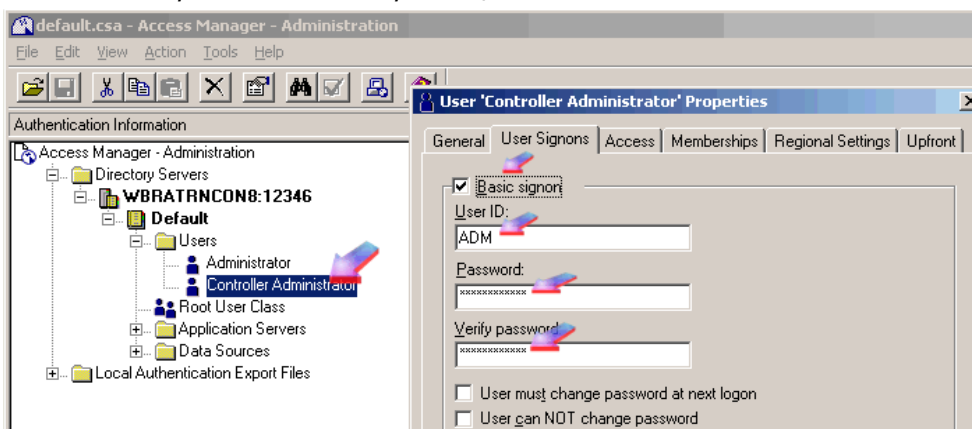 default.csa - Access Manager - Administration
File Edit View Action Tools Help
Authentication Information
Access Manager - Administration
Directory Servers
WBRATRNCON8:12346
Default
Users
Administrator
Controller Administrator
Root User Class
Application Servers
Data Sources
Local Authentication Export Files
User 'Controller Administrator' Properties
General User Signons Access Memberships Regional Settings Upfront
Basic signon
User ID:
ADM
Password:
xxxxxxxxxxxx
Verify password:
xxxxxxxxxxxx
User must change password at next logon
User can NOT change password